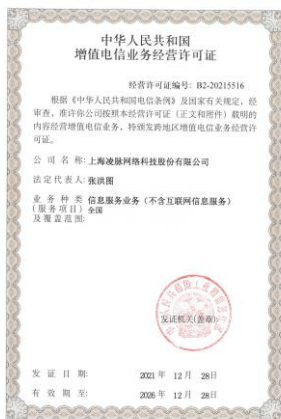 中华人民共和国
增值电信业务经营许可证
经营许可证编号: B2-20215516
根据《中华人民共和国电信条例》及国家有关规定，经
审查，准许你公司按照本经营许可证（正文和附件）载明的
内容经营增值电信业务，特颁发跨地区增值电信业务经营许
可证。
公司名称: 上海凌脉网络科技股份有限公司
法定代表人: 张洪图
业务种类 信息服务业务（不含互联网信息服务）
(服务项目) 全国
及覆盖范围:
发证机关(盖章):
发证日期: 2021 年 12 月 28日
有效期至: 2026 年 12 月 28日